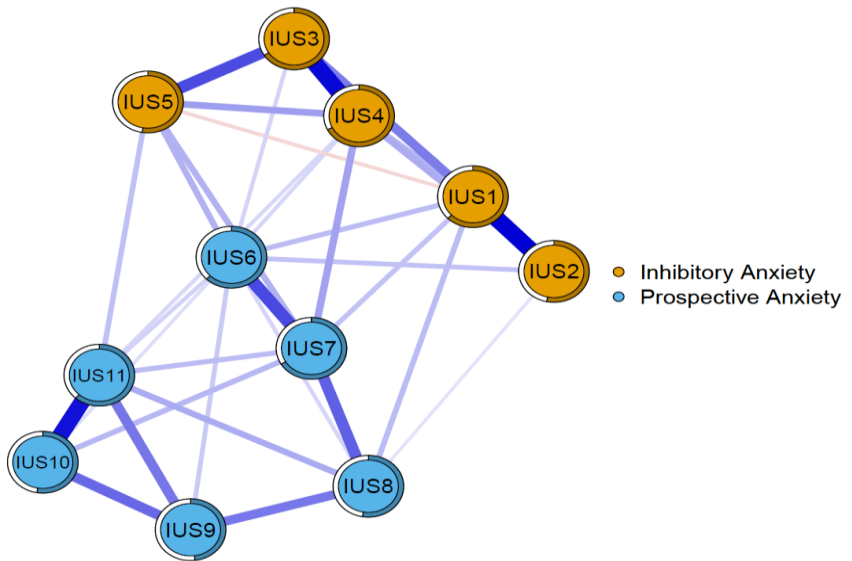 IUS3
IUS5
IUS4
IUS1
IUS6
IUS2
Inhibitory Anxiety
Prospective Anxiety
IUS7
IUS11
IUS10
IUS8
IUS9